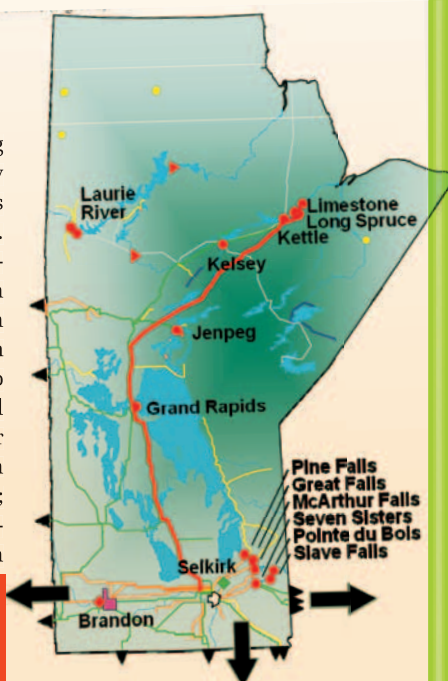 Laurie
River
Limestone
Long Spruce
Kettle
Kelsey
Jenpeg
Grand Rapids
Pine Falls
Great Falls
McArthur Falls
Seven Sisters
Pointe du Bois
Slave Falls
Selkirk
Brandon